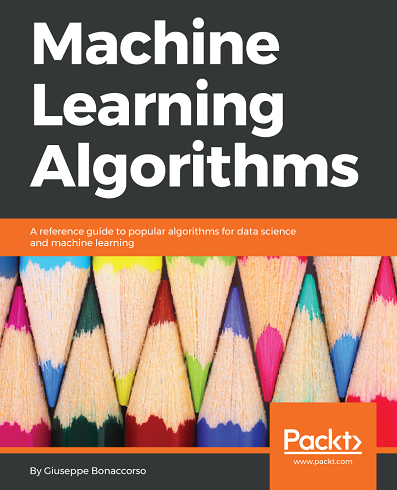 Machine
Learning
Algorithms
A reference guide to popular algorithms for data science
and machine learning
Packt>
www.packt.com
By Giuseppe Bonaccorso